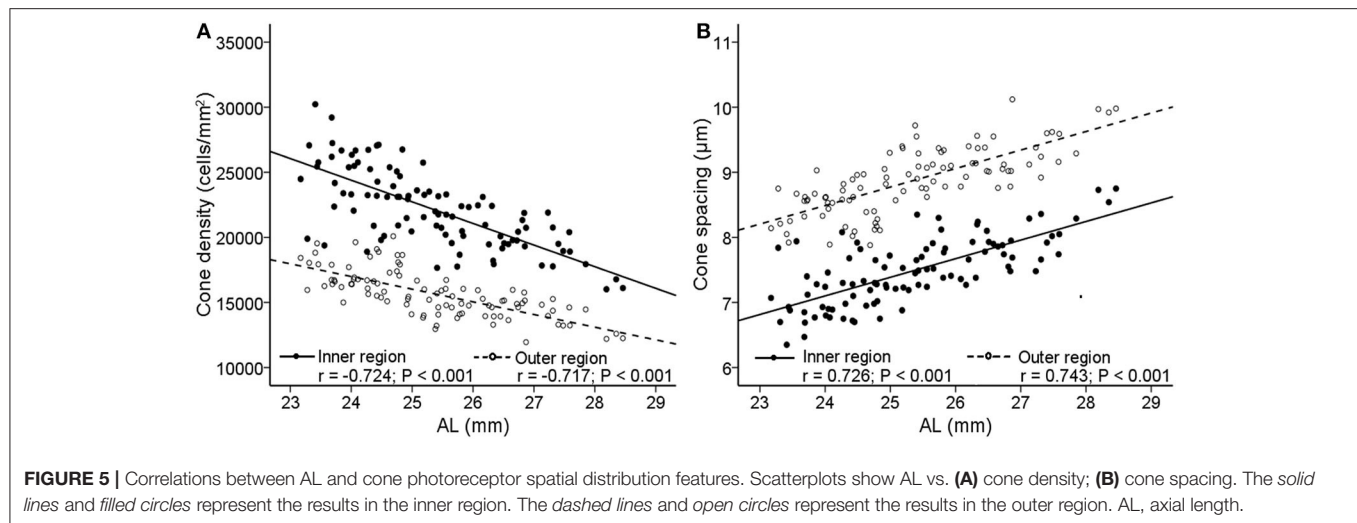 A
35000
30000
25000
20000
15000
10000
Cone density (cells/mm²)
Inner region
r = -0.724; P < 0.001
Outer region
r = -0.717; P < 0.001
23 24 25 26 27 28 29
AL (mm)
B
11
10
9
8
7
6
Cone spacing (μm)
Inner region
r = 0.726; P < 0.001
Outer region
r = 0.743; P < 0.001
23 24 25 26 27 28 29
AL (mm)
FIGURE 5 | Correlations between AL and cone photoreceptor spatial distribution features. Scatterplots show AL vs. (A) cone density; (B) cone spacing. The solid
lines and filled circles represent the results in the inner region. The dashed lines and open circles represent the results in the outer region. AL, axial length.